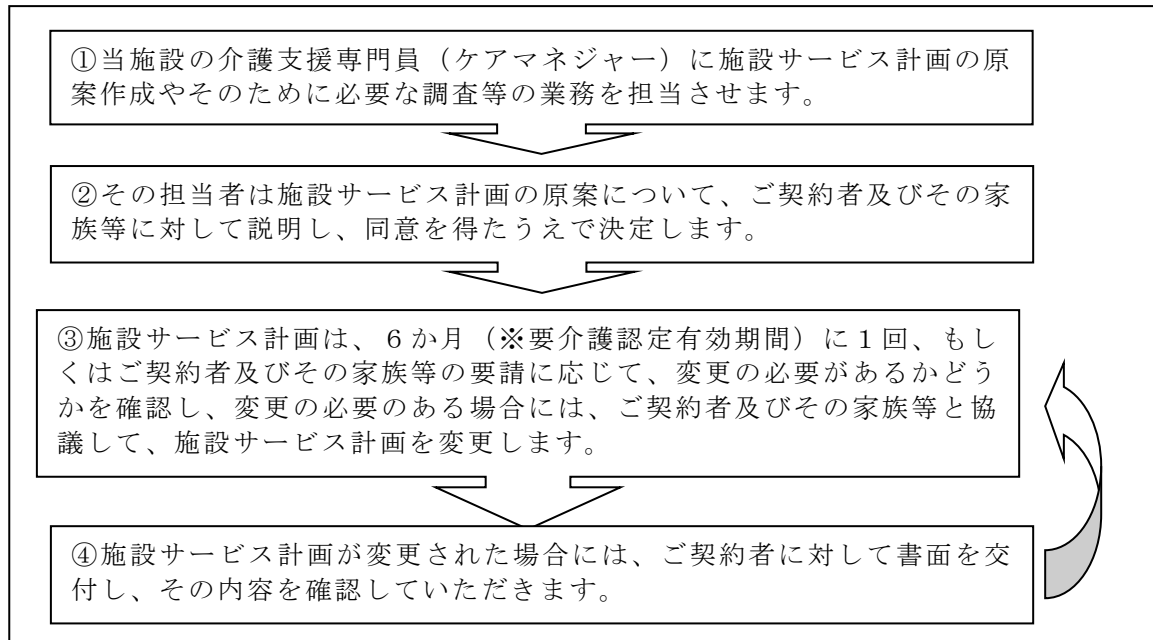 ①当施設の介護支援専門員（ケアマネジャー）に施設サービス計画の原
案作成やそのために必要な調査等の業務を担当させます。
②その担当者は施設サービス計画の原案について、ご契約者及びその家
族等に対して説明し、同意を得たうえで決定します。
③施設サービス計画は、６か月（※要介護認定有効期間）に１回、もし
くはご契約者及びその家族等の要請に応じて、変更の必要があるかどう
かを確認し、変更の必要のある場合には、ご契約者及びその家族等と協
議して、施設サービス計画を変更します。
④施設サービス計画が変更された場合には、ご契約者に対して書面を交
付し、その内容を確認していただきます。